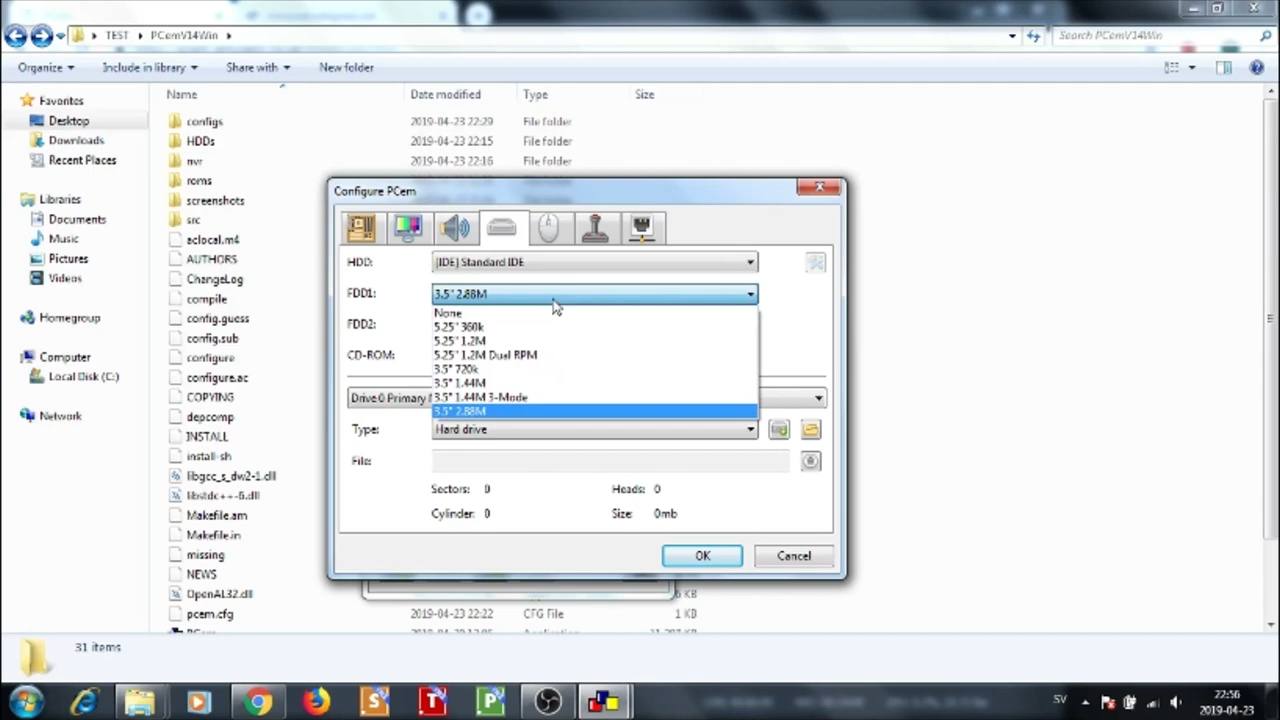 TEST
PCemV14Win
Search PCemV14Win
Organize
Include in library
Share with
New folder
Name
Date modified
Type
Size
Favorites
Desktop
Downloads
Recent Places
Libraries
Documents
Music
Pictures
Videos
Homegroup
Computer
Local Disk (C:)
Network
configs 2019-04-23 22:29 File folder
HDDs 2019-04-23 22:15 File folder
nvr 2019-04-23 22:16 File folder
roms
screenshots
src
aclocal.m4
AUTHORS
ChangeLog
compile
config.guess
config.sub
configure
configure.ac
COPYING
depcomp
INSTALL
install-sh
libgcc_s_dw2-1.dll
libstdc++-6.dll
Makefile.am
Makefile.in
missing
NEWS
OpenAL32.dll
pcem.cfg 2019-04-23 22:22 CFG File 1 KB
Configure PCem
HDD: [IDE] Standard IDE
FDD1: 3.5" 2.88M
None
5.25" 360k
5.25" 1.2M
5.25" 1.2M Dual RPM
3.5" 720k
3.5" 1.44M
3.5" 1.44M 3-Mode
3.5" 2.88M
FDD2:
CD-ROM:
Drive 0 Primary
Type: Hard drive
File:
Sectors: 0 Heads: 0
Cylinder: 0 Size: 0mb
OK
Cancel
31 items
SV
22:56
2019-04-23